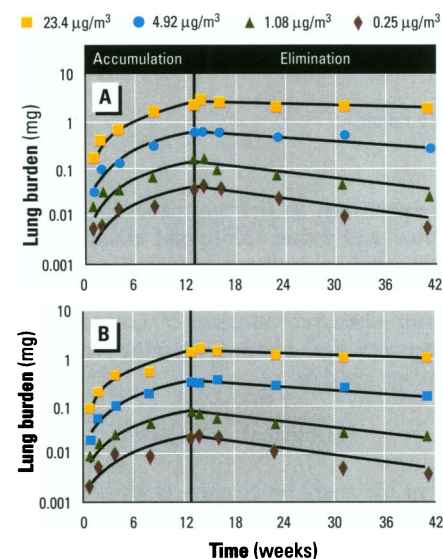 23.4 µg/m³ 4.92 µg/m³ 1.08 µg/m³ 0.25 µg/m³
Accumulation Elimination
A
Lung burden (mg)
10
1
0.1
0.01
0.001
0 6 12 18 24 30 36 42
B
Lung burden (mg)
10
1
0.1
0.01
0.001
0 6 12 18 24 30 36 42
Time (weeks)